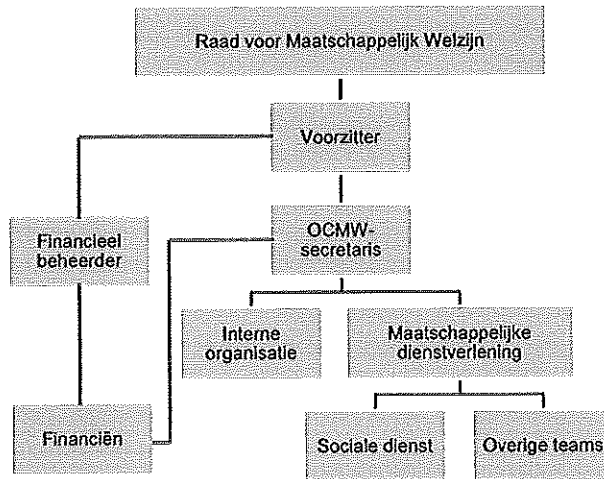 Raad voor Maatschappelijk Welzijn
Voorzitter
Financieel
beheerder
OCMW-
secretaris
Interne
organisatie
Maatschappelijke
dienstverlening
Financiën
Sociale dienst
Overige teams